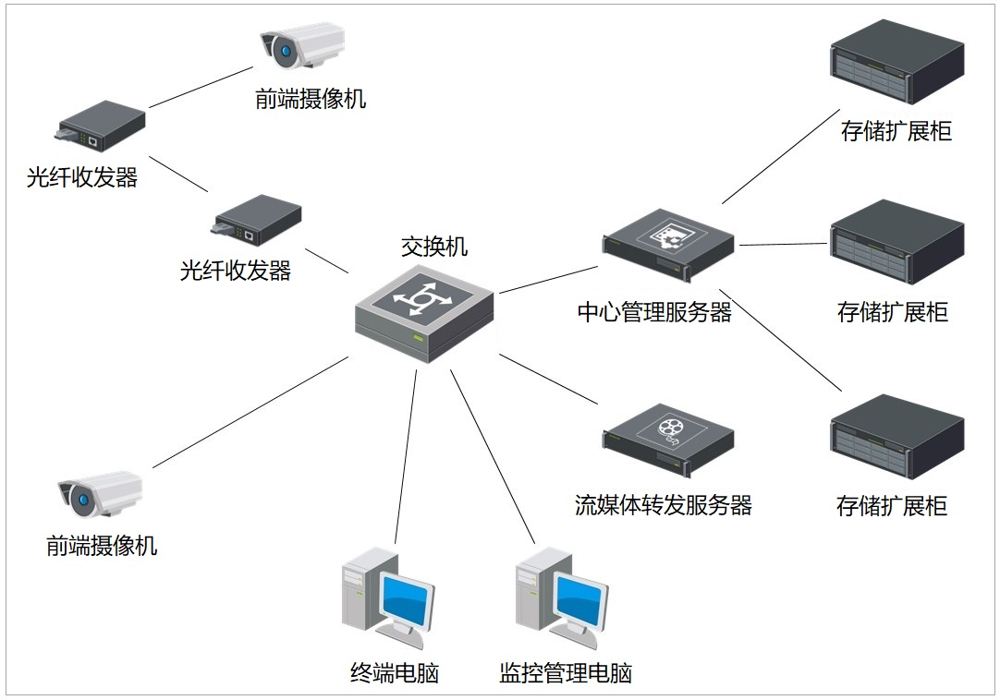 前端摄像机
存储扩展柜
光纤收发器
交换机
光纤收发器
中心管理服务器
存储扩展柜
流媒体转发服务器
存储扩展柜
前端摄像机
终端电脑
监控管理电脑